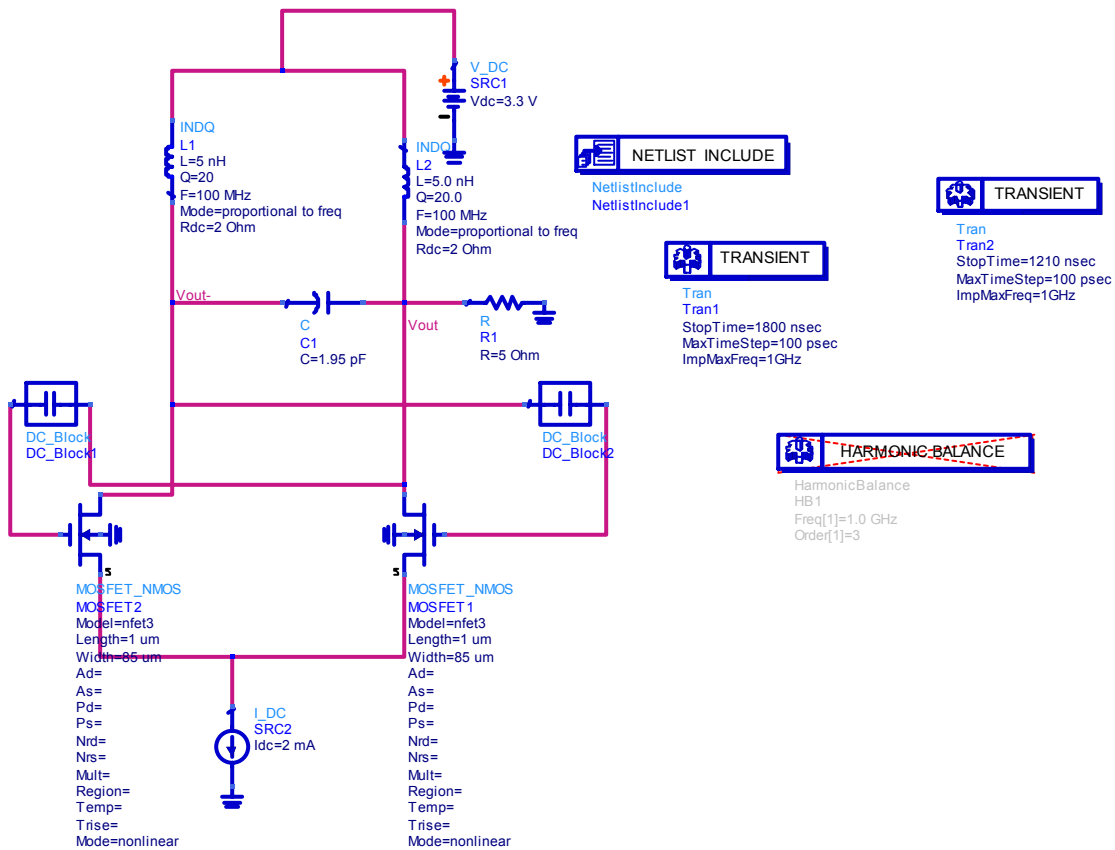 V_DC
SRC1
Vdc=3.3 V
INDQ
L1
L=5 nH
Q=20
F=100 MHz
Mode=proportional to freq
Rdc=2 Ohm
INDQ
L2
L=5.0 nH
Q=20.0
F=100 MHz
Mode=proportional to freq
Rdc=2 Ohm
NETLIST INCLUDE
NetlistInclude
NetlistInclude1
TRANSIENT
Tran
Tran2
StopTime=1210 nsec
MaxTimeStep=100 psec
ImpMaxFreq=1GHz
TRANSIENT
Tran
Tran1
StopTime=1800 nsec
MaxTimeStep=100 psec
ImpMaxFreq=1GHz
Vout-
C
C1
C=1.95 pF
Vout
R
R1
R=5 Ohm
DC_Block
DC_Block1
DC_Block
DC_Block2
HARMONIC BALANCE
HarmonicBalance
HB1
Freq[1]=1.0 GHz
Order[1]=3
S
S
MOSFET_NMOS
MOSFET2
Model=nfet3
Length=1 um
Width=85 um
Ad=
As=
Pd=
Ps=
Nrd=
Nrs=
Mult=
Region=
Temp=
Trise=
Mode=nonlinear
MOSFET_NMOS
MOSFET1
Model=nfet3
Length=1 um
Width=85 um
Ad=
As=
Pd=
Ps=
Nrd=
Nrs=
Mult=
Region=
Temp=
Trise=
Mode=nonlinear
I_DC
SRC2
Idc=2 mA